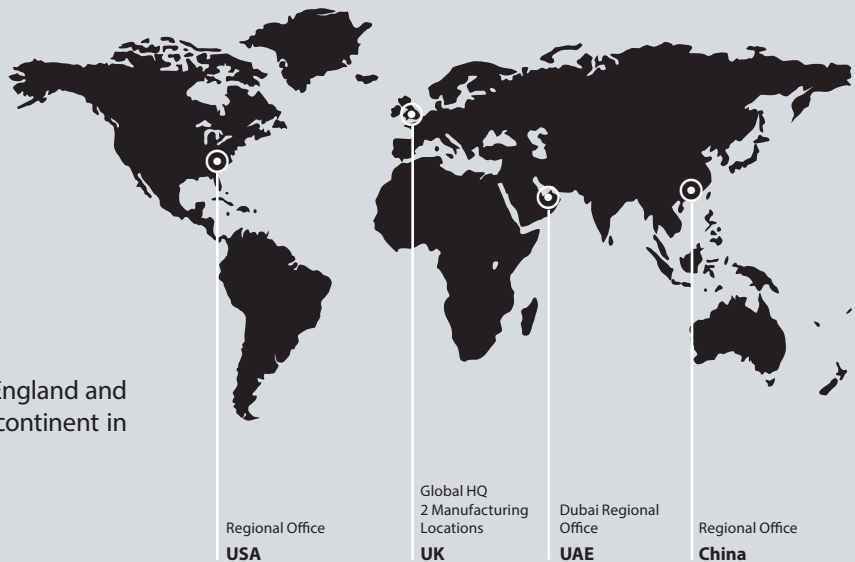 England and
continent in
Regional Office
USA
Global HQ
2 Manufacturing
Locations
UK
Dubai Regional
Office
UAE
Regional Office
China